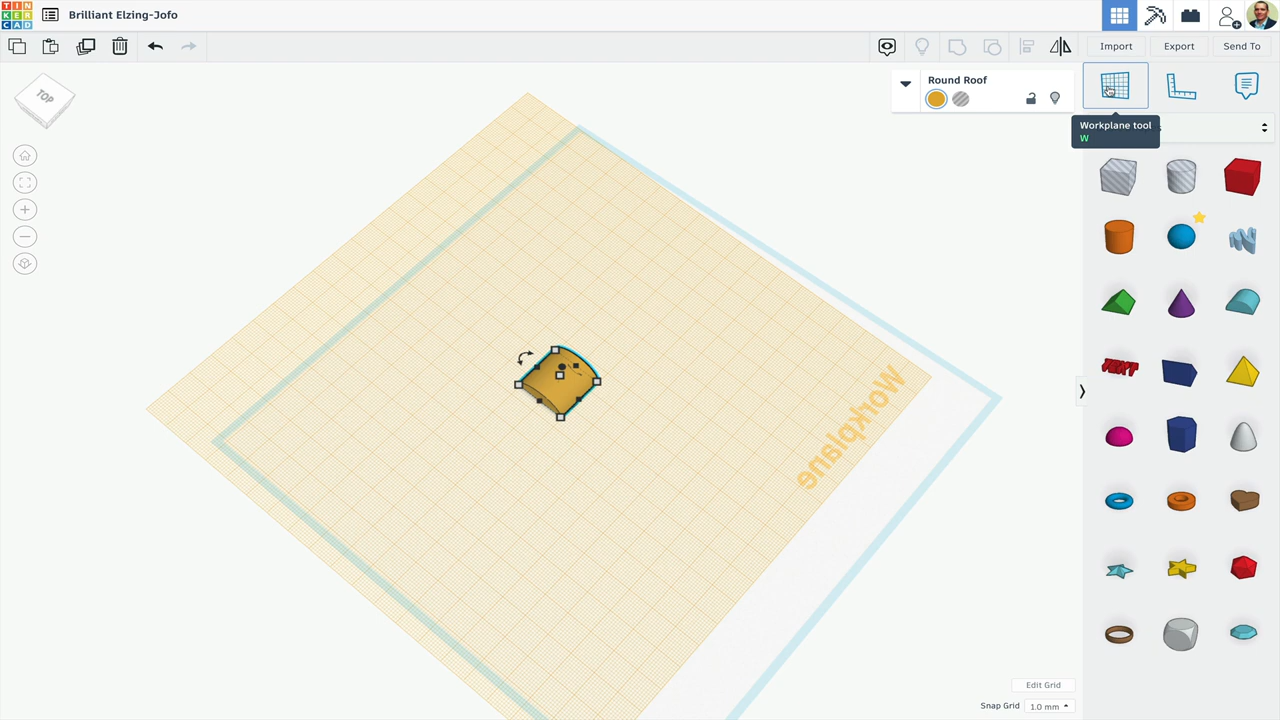 TIN
KER
CAD
Brilliant Elzing-Jofo
Import
Export
Send To
TOP
Round Roof
Workplane tool
W
s
Workplane
TEXT
Edit Grid
Snap Grid
1.0 mm